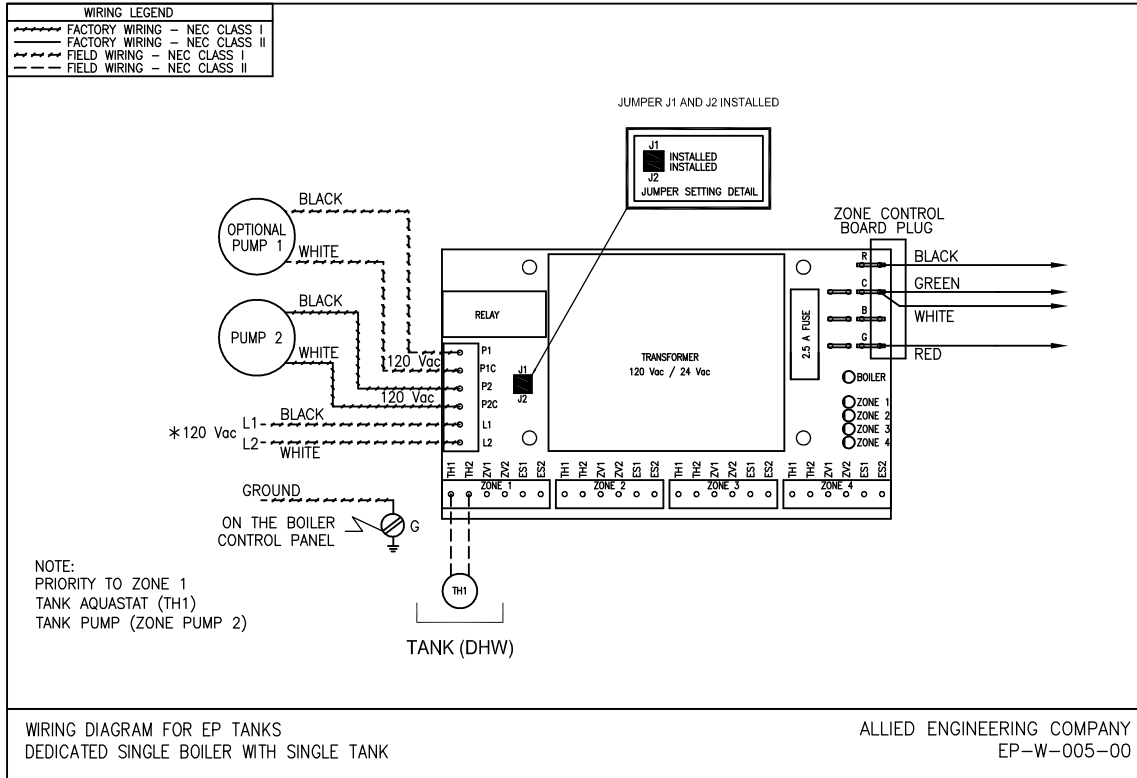 WIRING LEGEND
FACTORY WIRING – NEC CLASS I
FACTORY WIRING – NEC CLASS II
FIELD WIRING – NEC CLASS I
FIELD WIRING – NEC CLASS II
JUMPER J1 AND J2 INSTALLED
J1
INSTALLED
INSTALLED
J2
JUMPER SETTING DETAIL
OPTIONAL
PUMP 1
BLACK
WHITE
PUMP 2
BLACK
WHITE
120 Vac
120 Vac
L1
BLACK
*120 Vac
L2
WHITE
GROUND
ON THE BOILER
CONTROL PANEL
G
RELAY
P1
P1C
P2
P2C
L1
L2
J1
J2
TRANSFORMER
120 Vac / 24 Vac
2.5 A FUSE
ZONE CONTROL
BOARD PLUG
R
C
B
G
BLACK
GREEN
WHITE
RED
BOILER
ZONE 1
ZONE 2
ZONE 3
ZONE 4
TH1 TH2 ZV1 ZV2 ES1 ES2
ZONE 1
TH1 TH2 ZV1 ZV2 ES1 ES2
ZONE 2
TH1 TH2 ZV1 ZV2 ES1 ES2
ZONE 3
TH1 TH2 ZV1 ZV2 ES1 ES2
ZONE 4
TH1
TANK (DHW)
NOTE:
PRIORITY TO ZONE 1
TANK AQUASTAT (TH1)
TANK PUMP (ZONE PUMP 2)
WIRING DIAGRAM FOR EP TANKS
DEDICATED SINGLE BOILER WITH SINGLE TANK
ALLIED ENGINEERING COMPANY
EP–W–005–00